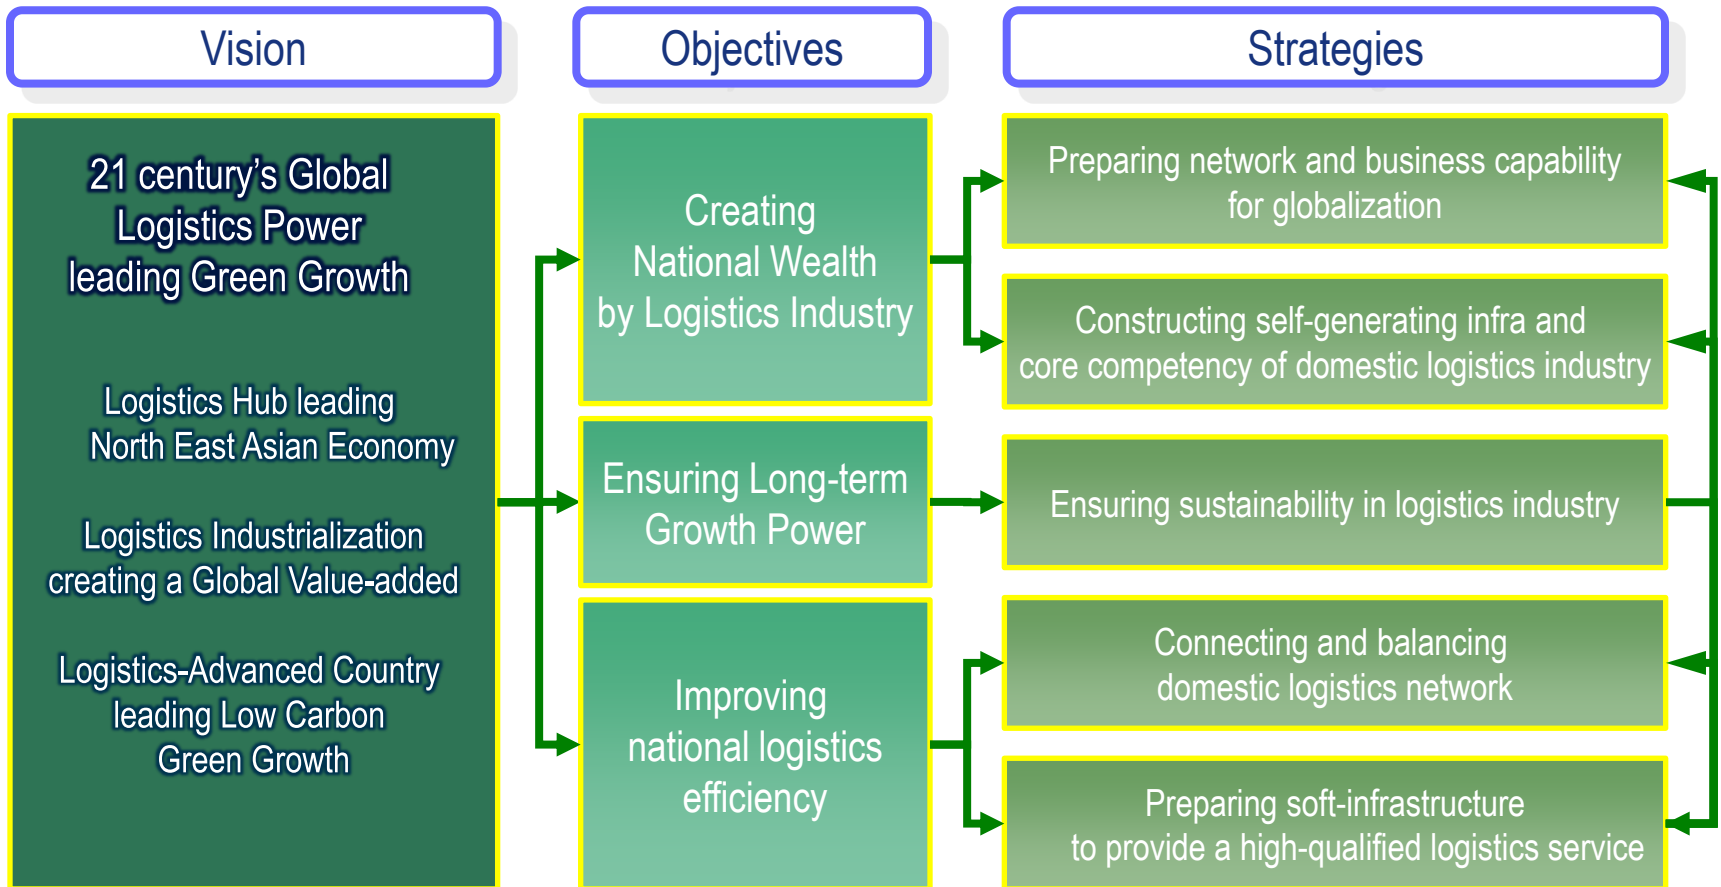 Vision
Objectives
Strategies
21 century’s Global
Logistics Power
leading Green Growth
Logistics Hub leading
North East Asian Economy
Logistics Industrialization
creating a Global Value-added
Logistics-Advanced Country
leading Low Carbon
Green Growth
Creating
National Wealth
by Logistics Industry
Ensuring Long-term
Growth Power
Improving
national logistics
efficiency
Preparing network and business capability
for globalization
Constructing self-generating infra and
core competency of domestic logistics industry
Ensuring sustainability in logistics industry
Connecting and balancing
domestic logistics network
Preparing soft-infrastructure
to provide a high-qualified logistics service